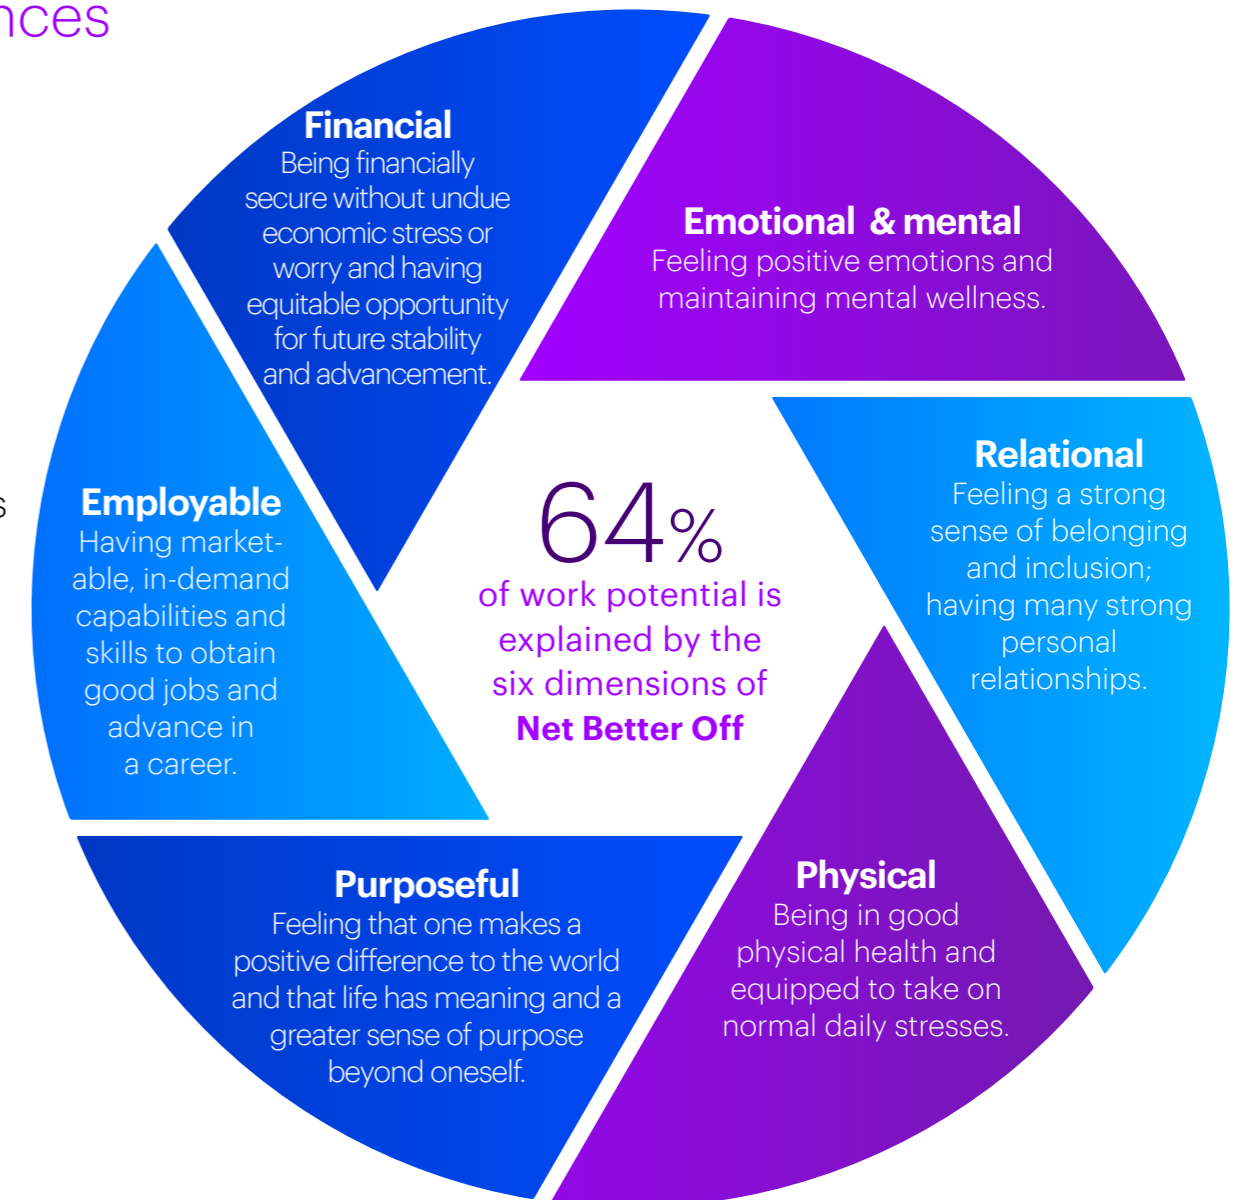 nces
Financial
Being financially
secure without undue
economic stress or
worry and having
equitable opportunity
for future stability
and advancement.
Emotional & mental
Feeling positive emotions and
maintaining mental wellness.
Relational
Feeling a strong
sense of belonging
and inclusion;
having many strong
personal
relationships.
s
Employable
Having market-
able, in-demand
capabilities and
skills to obtain
good jobs and
advance in
a career.
64%
of work potential is
explained by the
six dimensions of
Net Better Off
Physical
Being in good
physical health and
equipped to take on
normal daily stresses.
Purposeful
Feeling that one makes a
positive difference to the world
and that life has meaning and a
greater sense of purpose
beyond oneself.